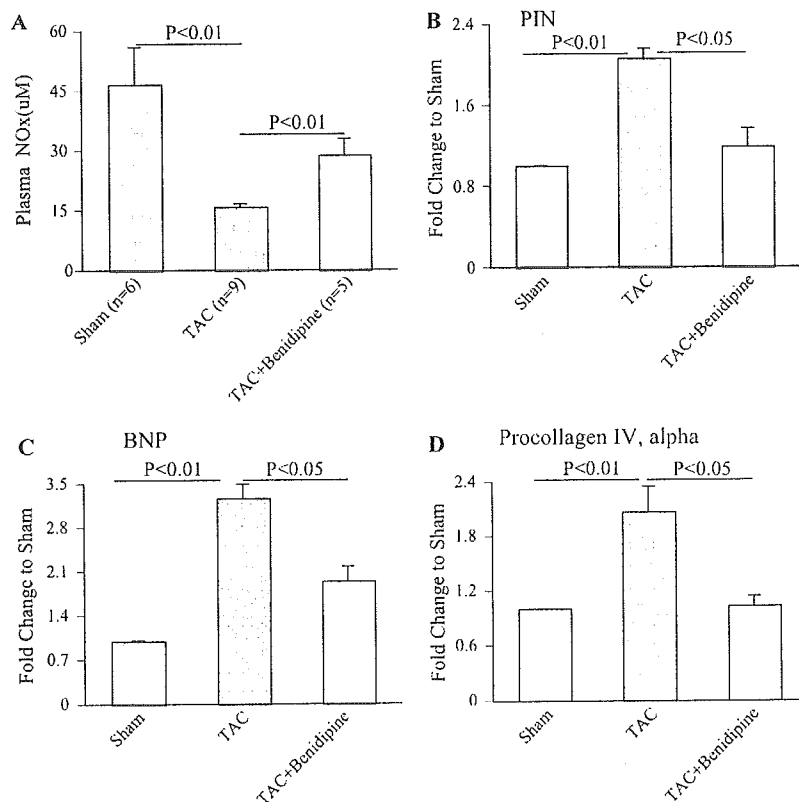 A
Plasma NOx(uM)
60
45
30
15
0
P<0.01
P<0.01
Sham (n=6)
TAC (n=9)
TAC+Benidipine (n=5)
B
PIN
Fold Change to Sham
2.4
1.6
0.8
0
P<0.01
P<0.05
Sham
TAC
TAC+Benidipine
C
BNP
Fold Change to Sham
3.5
2.8
2.1
1.4
0.7
0
P<0.01
P<0.05
Sham
TAC
TAC+Benidipine
D
Procollagen IV, alpha
Fold Change to Sham
2.4
1.8
1.2
0.6
0
P<0.01
P<0.05
Sham
TAC
TAC+Benidipine